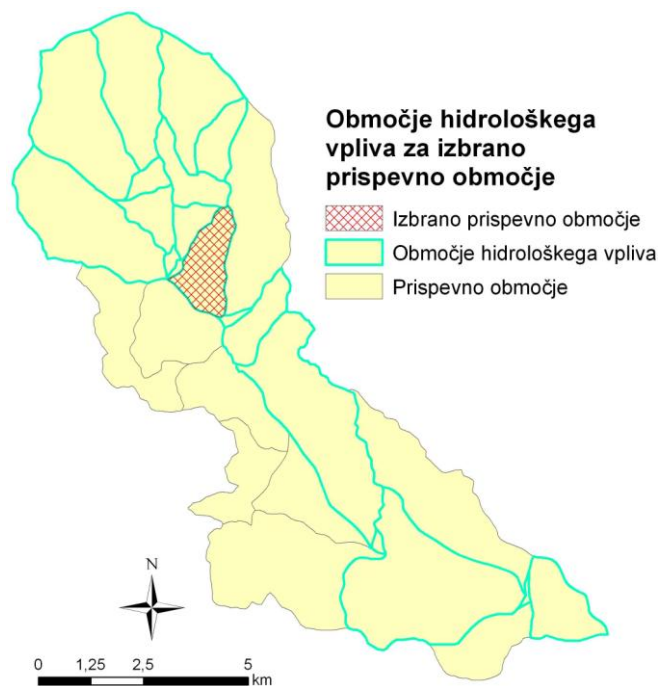 Območje hidrološkega
vpliva za izbrano
prispevno območje
Izbrano prispevno območje
Območje hidrološkega vpliva
Prispevno območje
N
0 1,25 2,5 5
km